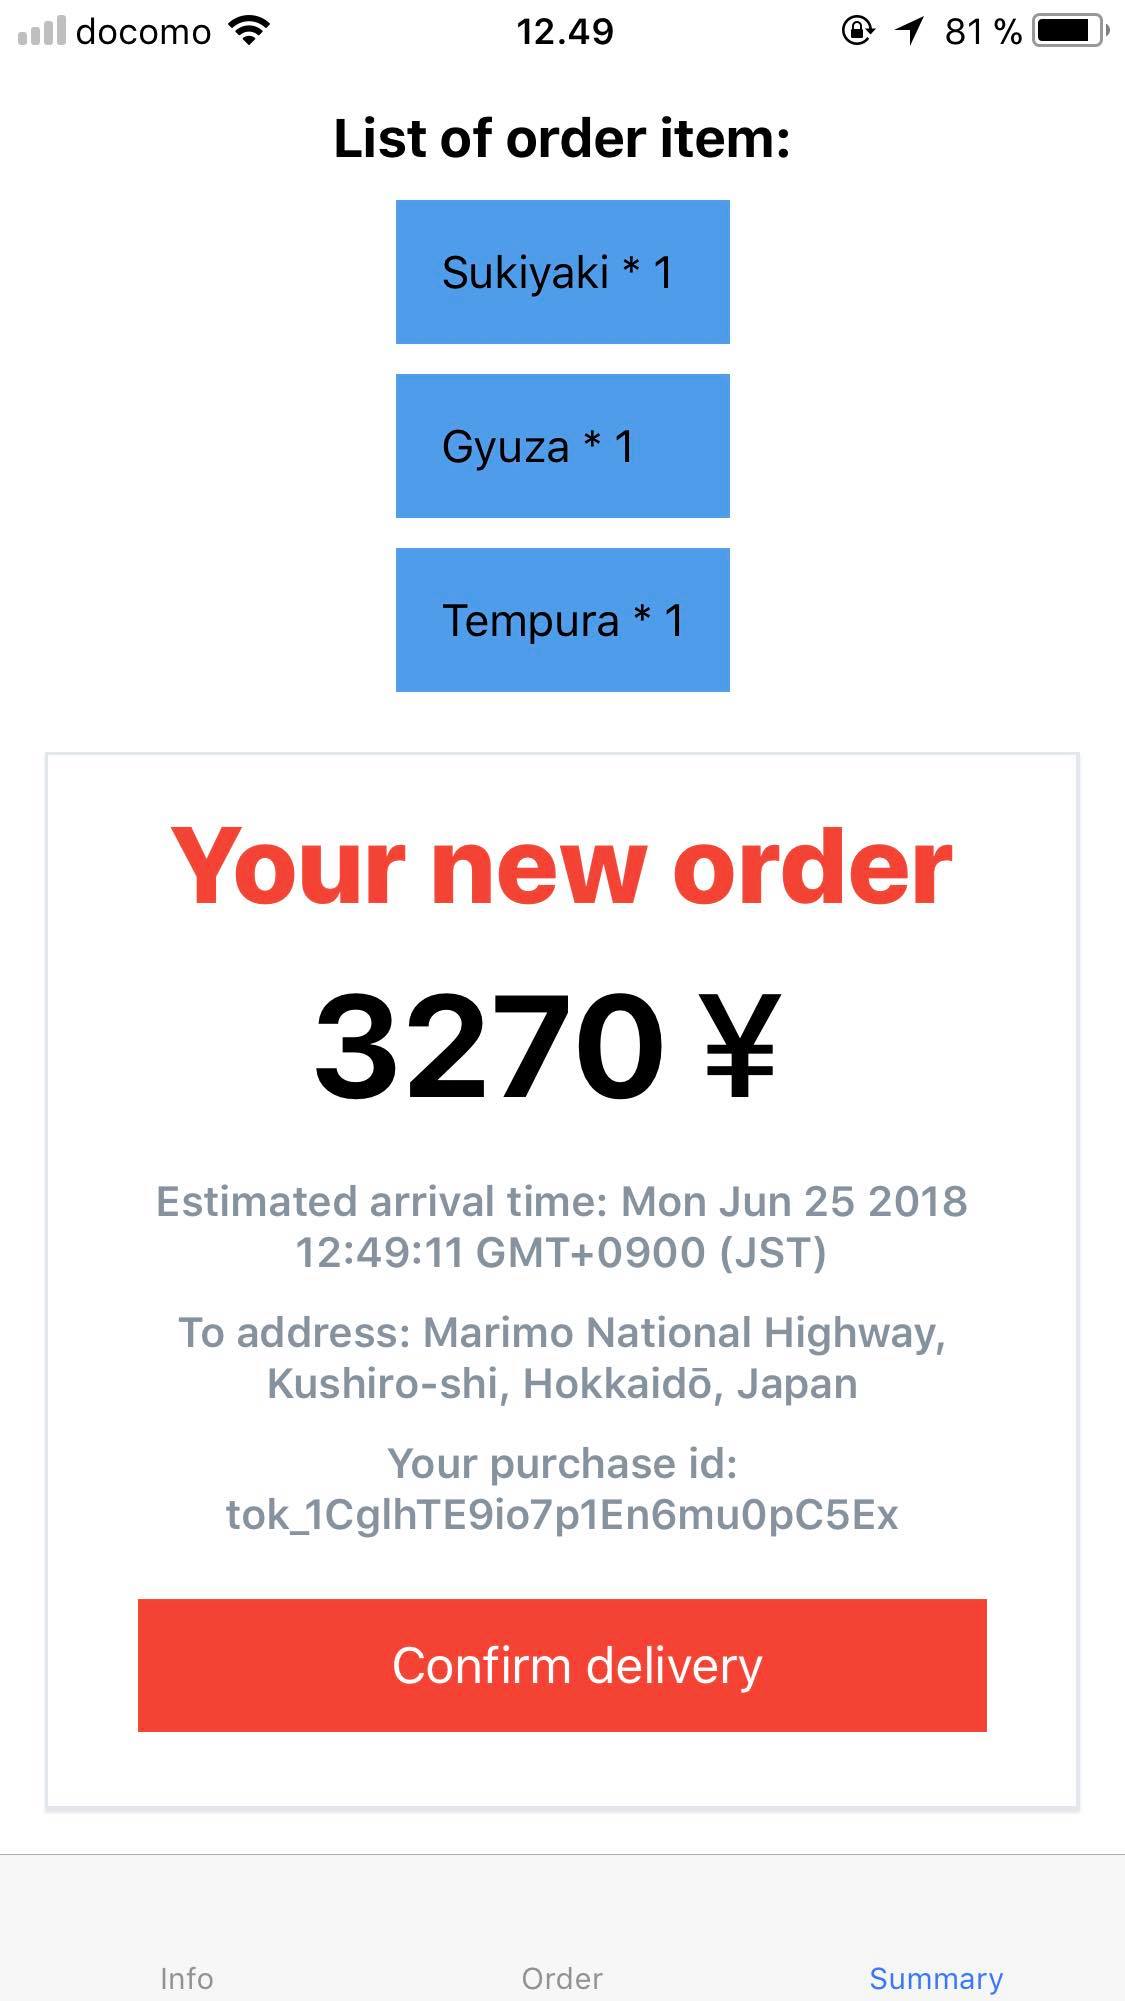 docomo 12.49 81 %
List of order item:
Sukiyaki * 1
Gyuza * 1
Tempura * 1
Your new order
3270 ¥
Estimated arrival time: Mon Jun 25 2018
12:49:11 GMT+0900 (JST)
To address: Marimo National Highway,
Kushiro-shi, Hokkaidō, Japan
Your purchase id:
tok_1CglhTE9io7p1En6mu0pC5Ex
Confirm delivery
Info Order Summary